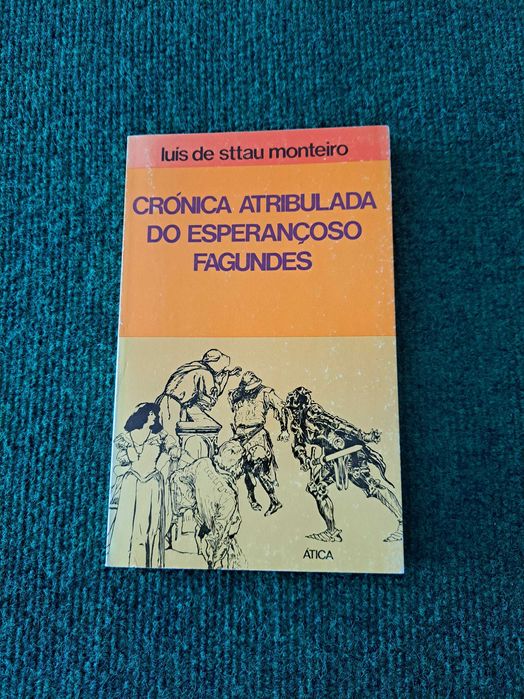 luís de sttau monteiro
CRÓNICA ATRIBULADA
DO ESPERANÇOSO
FAGUNDES
ÁTICA